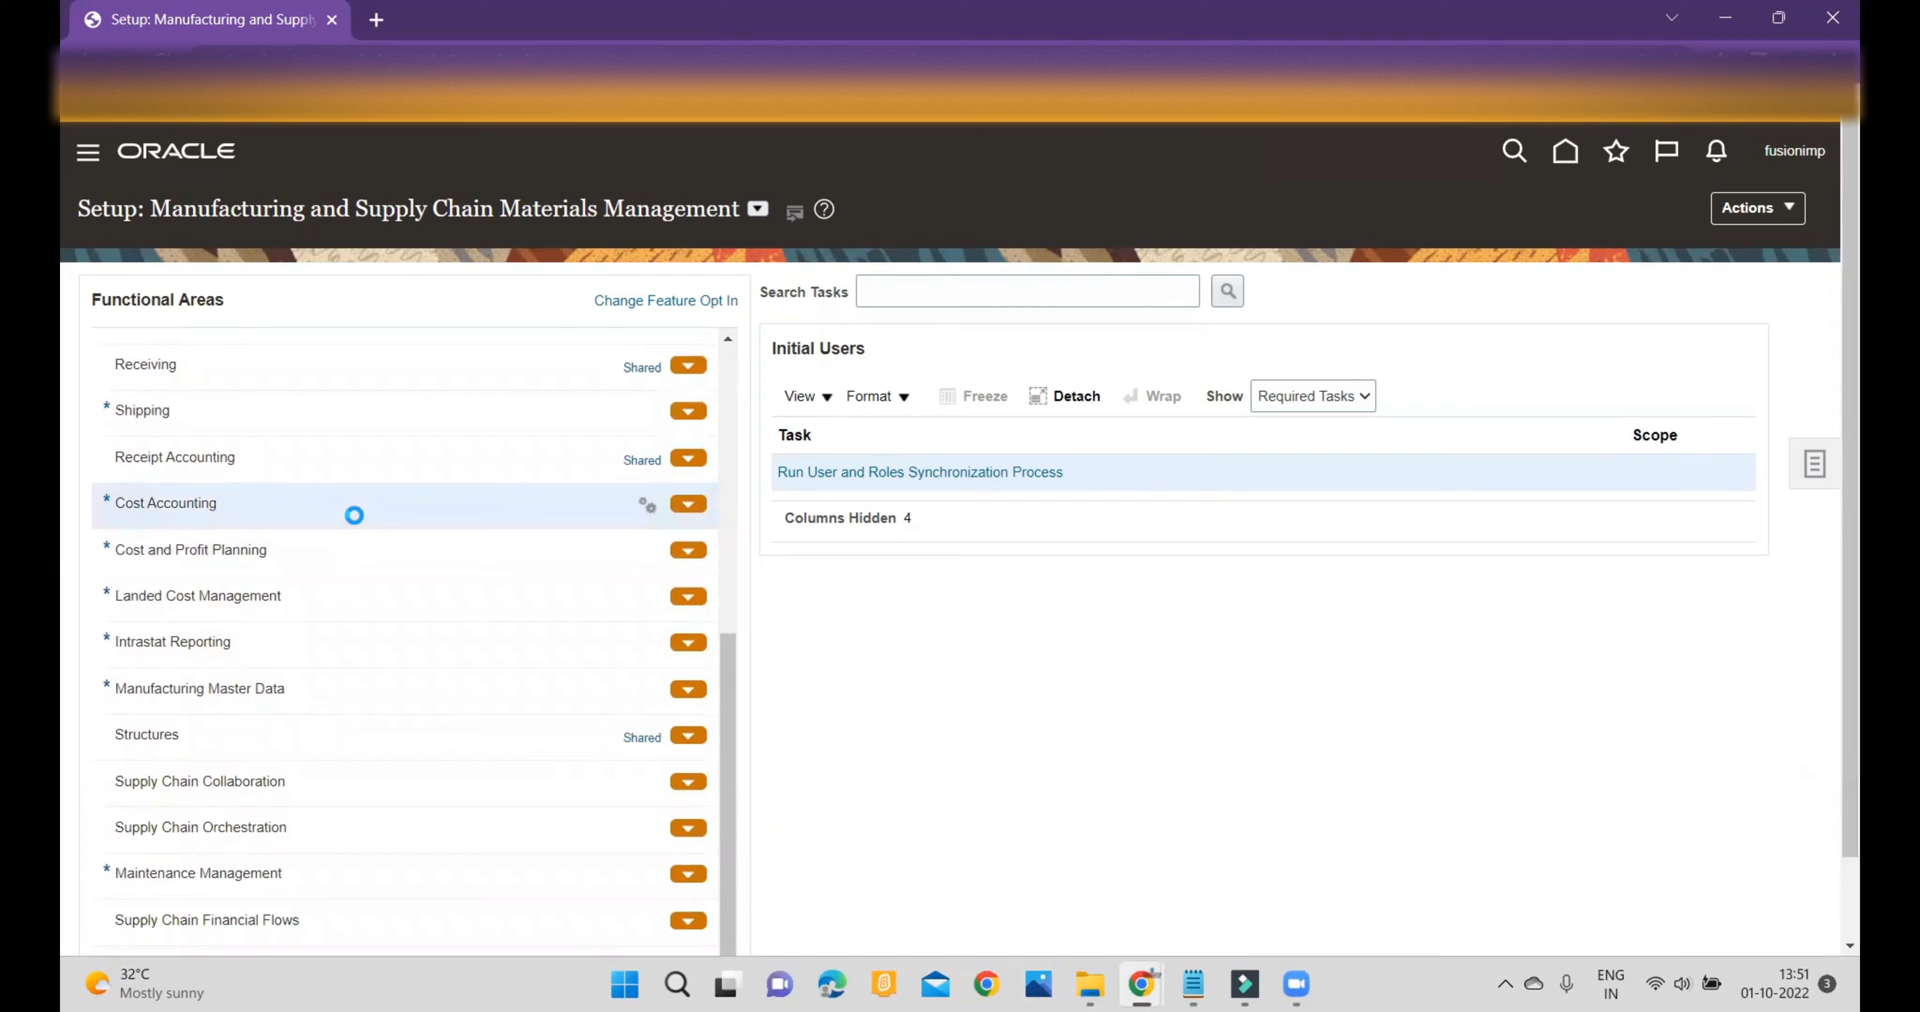 Setup: Manufacturing and Suppl
ORACLE
fusionimp
Setup: Manufacturing and Supply Chain Materials Management
Actions
Functional Areas
Change Feature Opt In
Search Tasks
Receiving Shared
* Shipping
Receipt Accounting Shared
* Cost Accounting
* Cost and Profit Planning
* Landed Cost Management
* Intrastat Reporting
* Manufacturing Master Data
Structures Shared
Supply Chain Collaboration
Supply Chain Orchestration
* Maintenance Management
Supply Chain Financial Flows
Initial Users
View Format Freeze Detach Wrap Show Required Tasks
Task Scope
Run User and Roles Synchronization Process
Columns Hidden 4
32°C
Mostly sunny
ENG
IN
13:51
01-10-2022
3